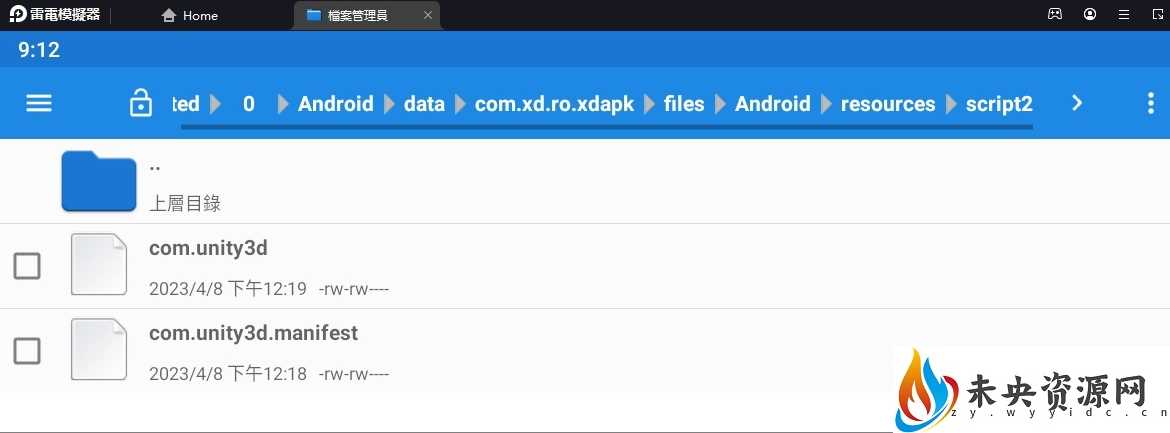 雷電模擬器 Home 檔案管理員
9:12
ted 0 Android data com.xd.ro.xdapk files Android resources script2
..
上層目錄
com.unity3d
2023/4/8 下午12:19 -rw-rw----
com.unity3d.manifest
2023/4/8 下午12:18 -rw-rw----
未央资源网
zy.wyyidc.cn